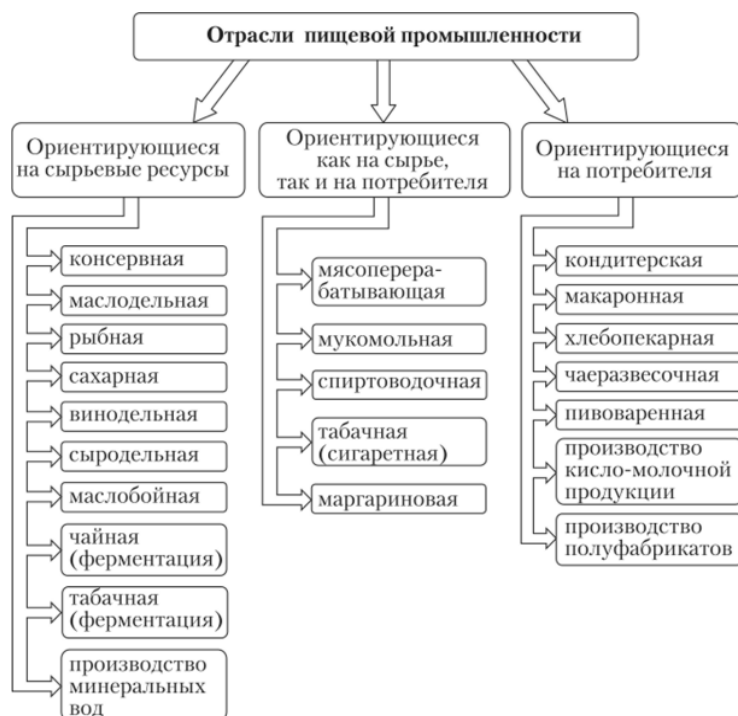 Отрасли пищевой промышленности
Ориентирующиеся
на сырьевые ресурсы
консервная
маслодельная
рыбная
сахарная
винодельная
сыродельная
маслобойная
чайная
(ферментация)
табачная
(ферментация)
производство
минеральных
вод
Ориентирующиеся
как на сырье,
так и на потребителя
мясоперера-
батывающая
мукомольная
спиртоводочная
табачная
(сигаретная)
маргариновая
Ориентирующиеся
на потребителя
кондитерская
макаронная
хлебопекарная
чаеразвесочная
пивоваренная
производство
кисло-молочной
продукции
производство
полуфабрикатов